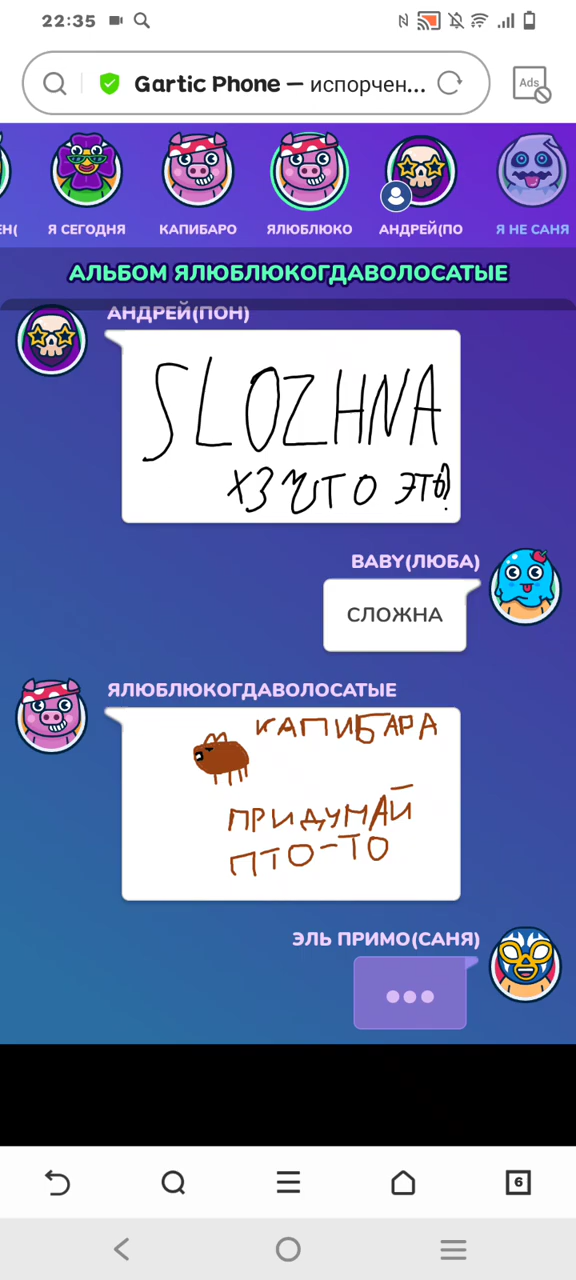 22:35
Gartic Phone — испорчен...
Ads
ЕН(
Я СЕГОДНЯ
КАПИБАРО
ЯЛЮБЛЮКО
АНДРЕЙ(ПО
Я НЕ САНЯ
АЛЬБОМ ЯЛЮБЛЮКОГДАВОЛОСАТЫЕ
АНДРЕЙ(ПОН)
SLOZHNA
ХЗ ЧТО ЭТО?
BABY(ЛЮБА)
СЛОЖНА
ЯЛЮБЛЮКОГДАВОЛОСАТЫЕ
КАПИБАРА
ПРИДУМАЙ
ПТО-ТО
ЭЛЬ ПРИМО(САНЯ)
6